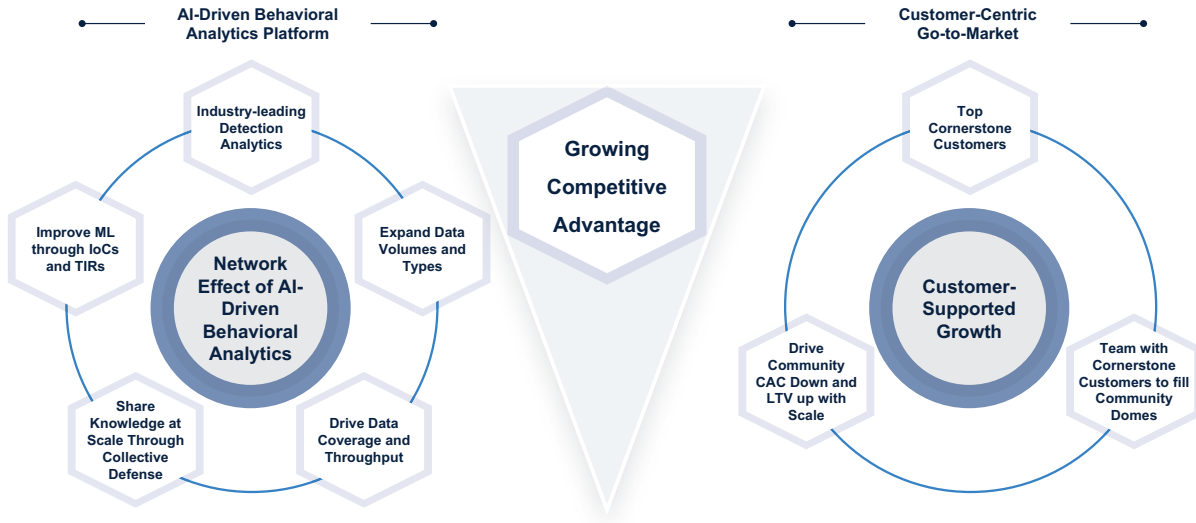 AI-Driven Behavioral
Analytics Platform
Industry-leading
Detection
Analytics
Improve ML
through IoCs
and TIRs
Expand Data
Volumes and
Types
Network
Effect of AI-
Driven
Behavioral
Analytics
Share
Knowledge at
Scale Through
Collective
Defense
Drive Data
Coverage and
Throughput
Growing
Competitive
Advantage
Customer-Centric
Go-to-Market
Top
Cornerstone
Customers
Customer-
Supported
Growth
Drive
Community
CAC Down and
LTV up with
Scale
Team with
Cornerstone
Customers to fill
Community
Domes